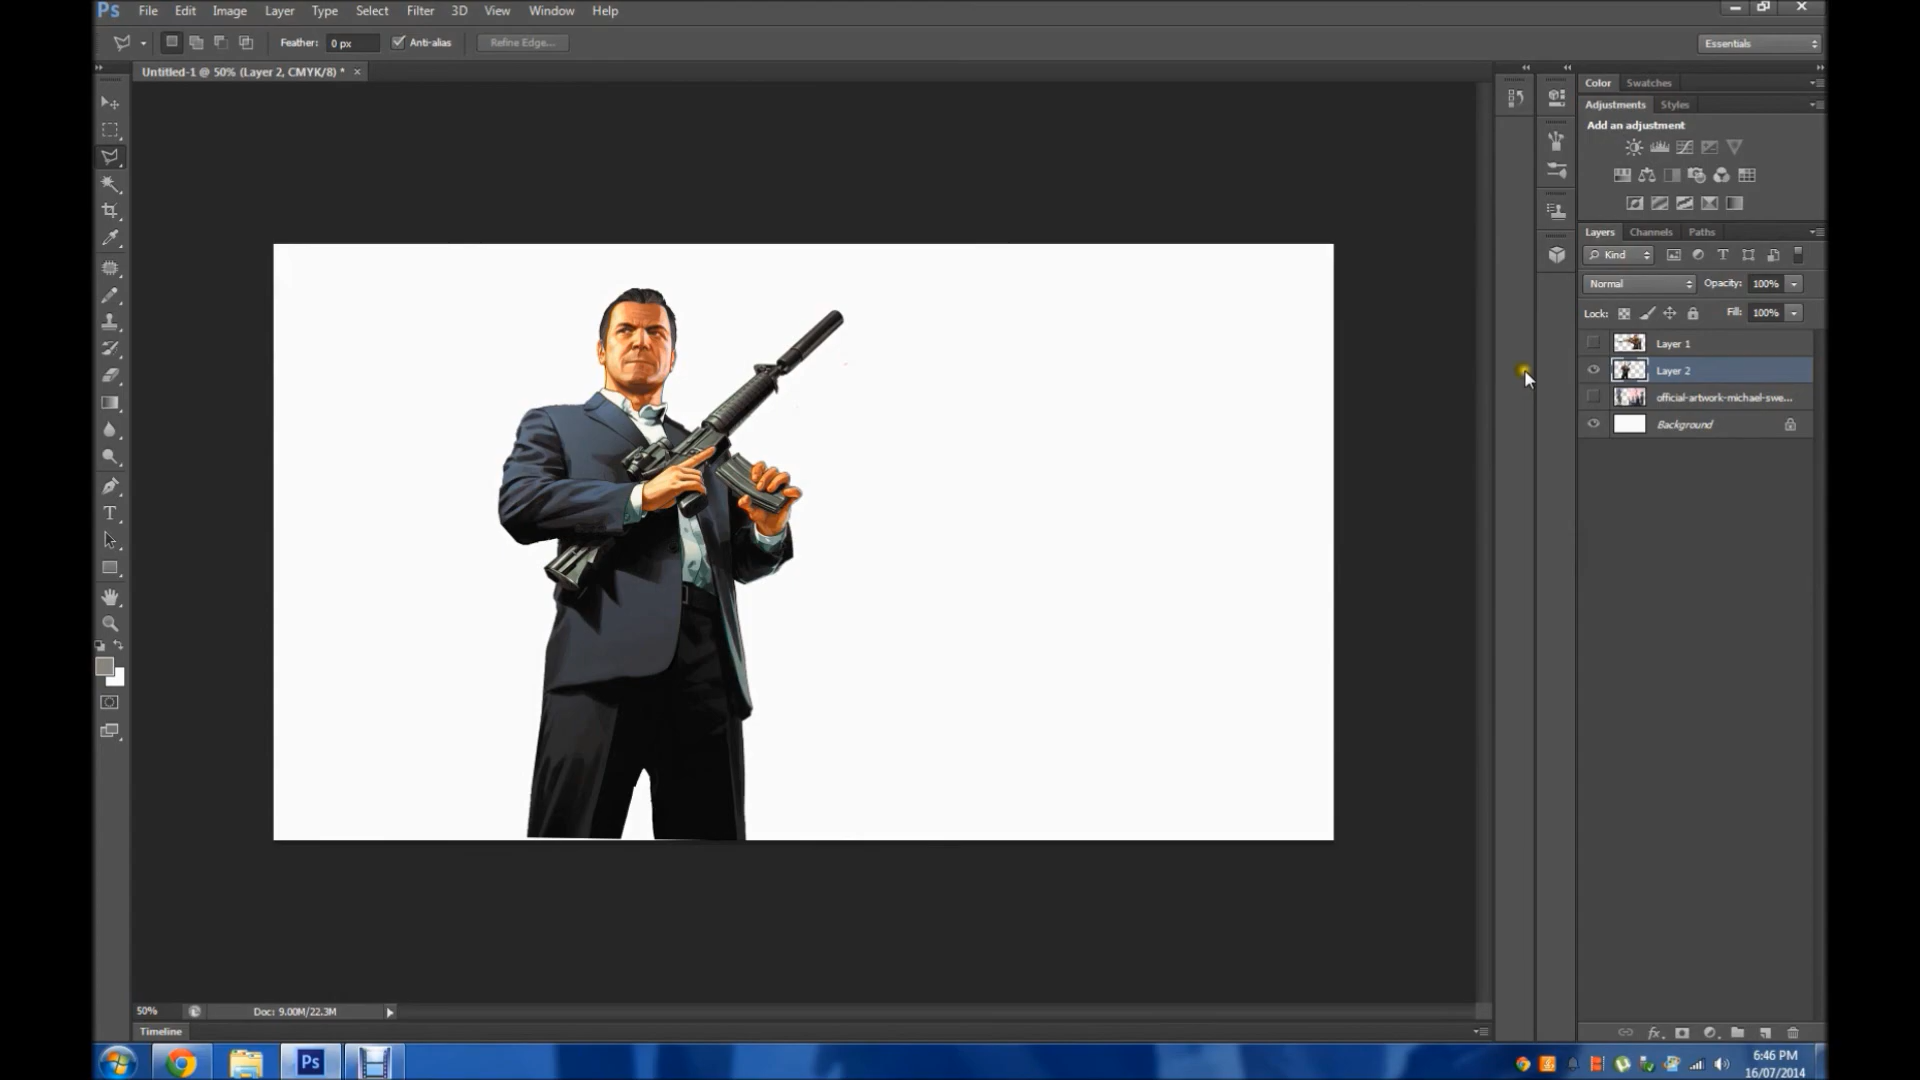 Ps File Edit Image Layer Type Select Filter 3D View Window Help
Feather: 0 px Anti-alias Refine Edge... Essentials
Untitled-1 @ 50% (Layer 2, CMYK/8) * ×
Color Swatches
Adjustments Styles
Add an adjustment
Layers Channels Paths
Kind
Normal Opacity: 100%
Lock: Fill: 100%
Layer 1
Layer 2
official-artwork-michael-swe...
Background
50% Doc: 9.00M/22.3M
Timeline
Ps
6:46 PM
16/07/2014